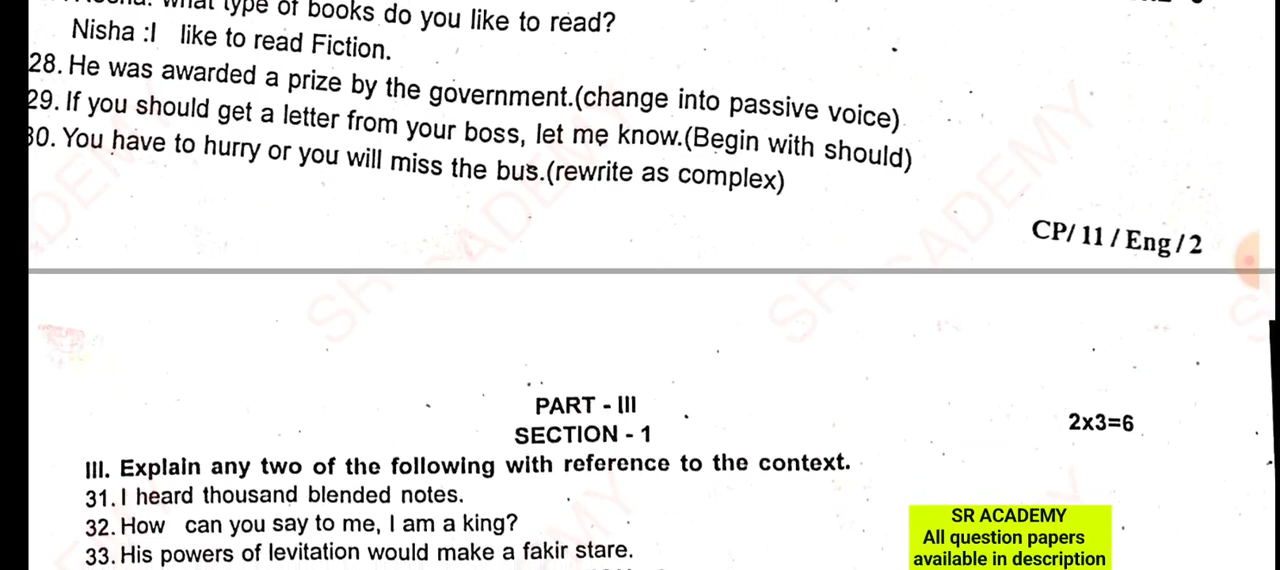 what type of books do you like to read?
Nisha :I like to read Fiction.
28. He was awarded a prize by the government.(change into passive voice)
29. If you should get a letter from your boss, let me know.(Begin with should)
30. You have to hurry or you will miss the bus.(rewrite as complex)
CP/ 11 / Eng / 2
PART - III
SECTION - 1
2x3=6
III. Explain any two of the following with reference to the context.
31. I heard thousand blended notes.
32. How can you say to me, I am a king?
33. His powers of levitation would make a fakir stare.
SR ACADEMY
All question papers
available in description